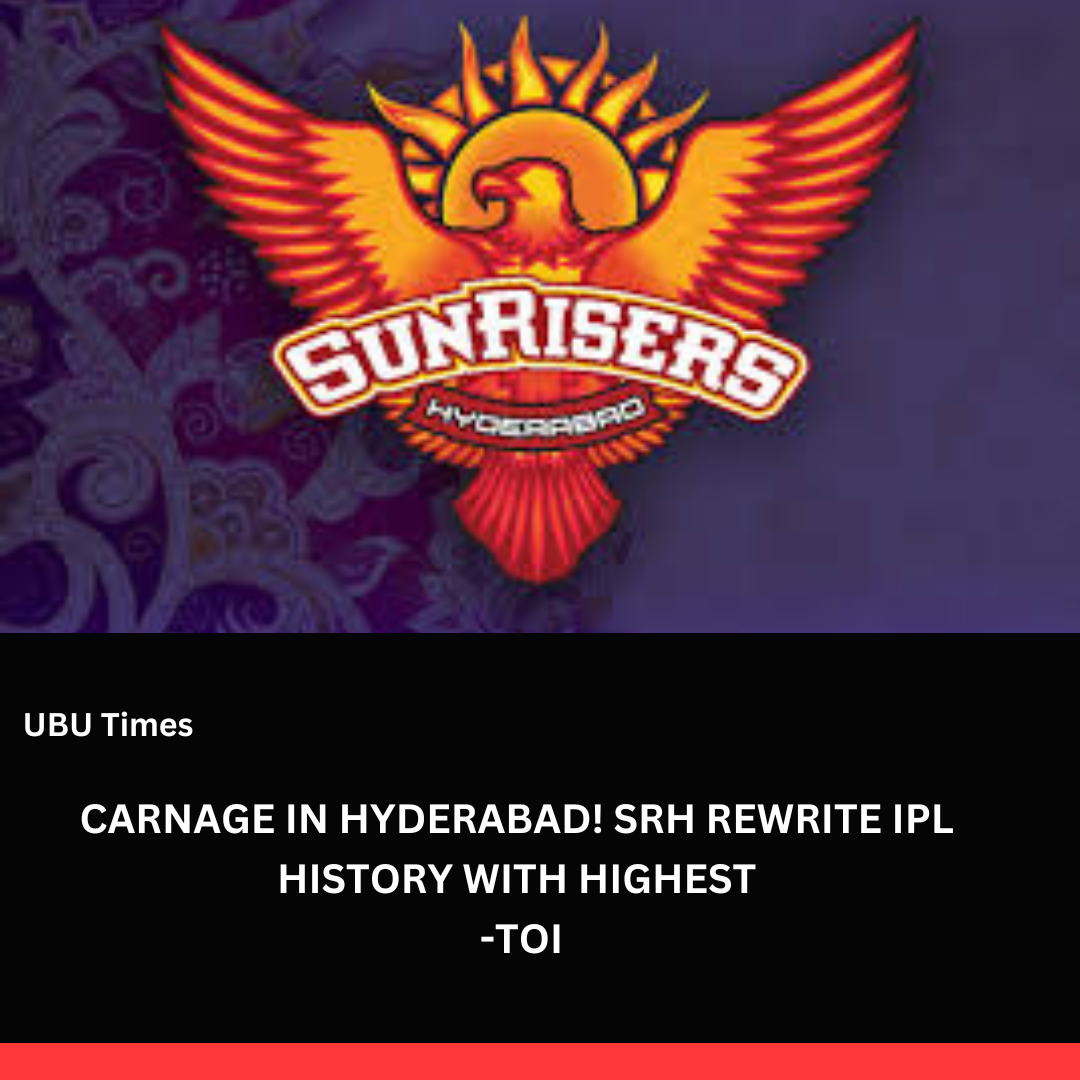 SUNRISERS
HYDERABAD
UBU Times
CARNAGE IN HYDERABAD! SRH REWRITE IPL
HISTORY WITH HIGHEST
-TOI